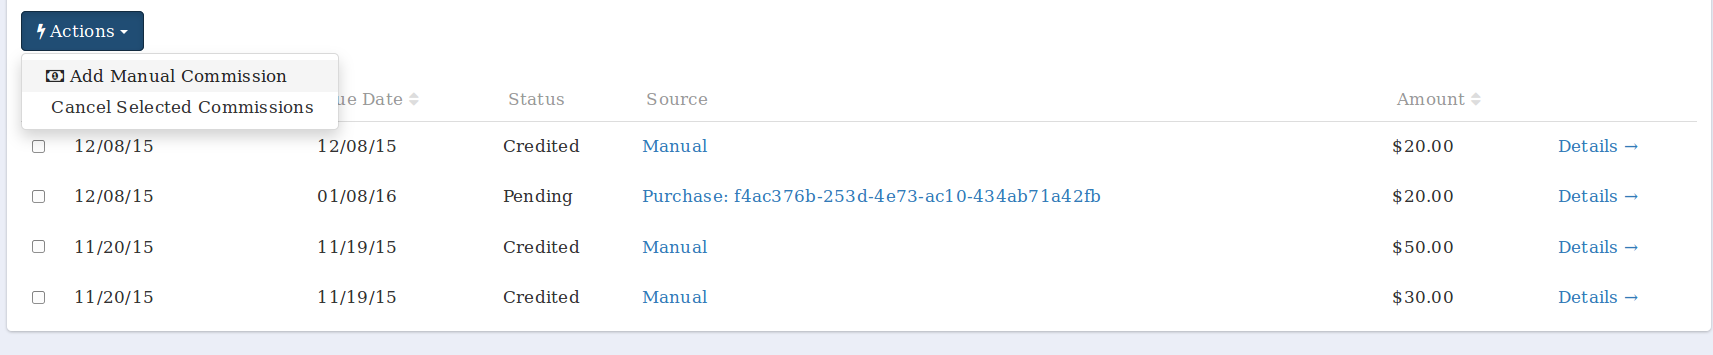 Actions
Add Manual Commission
Cancel Selected Commissions
ue Date Status Source Amount
12/08/15 12/08/15 Credited Manual $20.00 Details →
12/08/15 01/08/16 Pending Purchase: f4ac376b-253d-4e73-ac10-434ab71a42fb $20.00 Details →
11/20/15 11/19/15 Credited Manual $50.00 Details →
11/20/15 11/19/15 Credited Manual $30.00 Details →